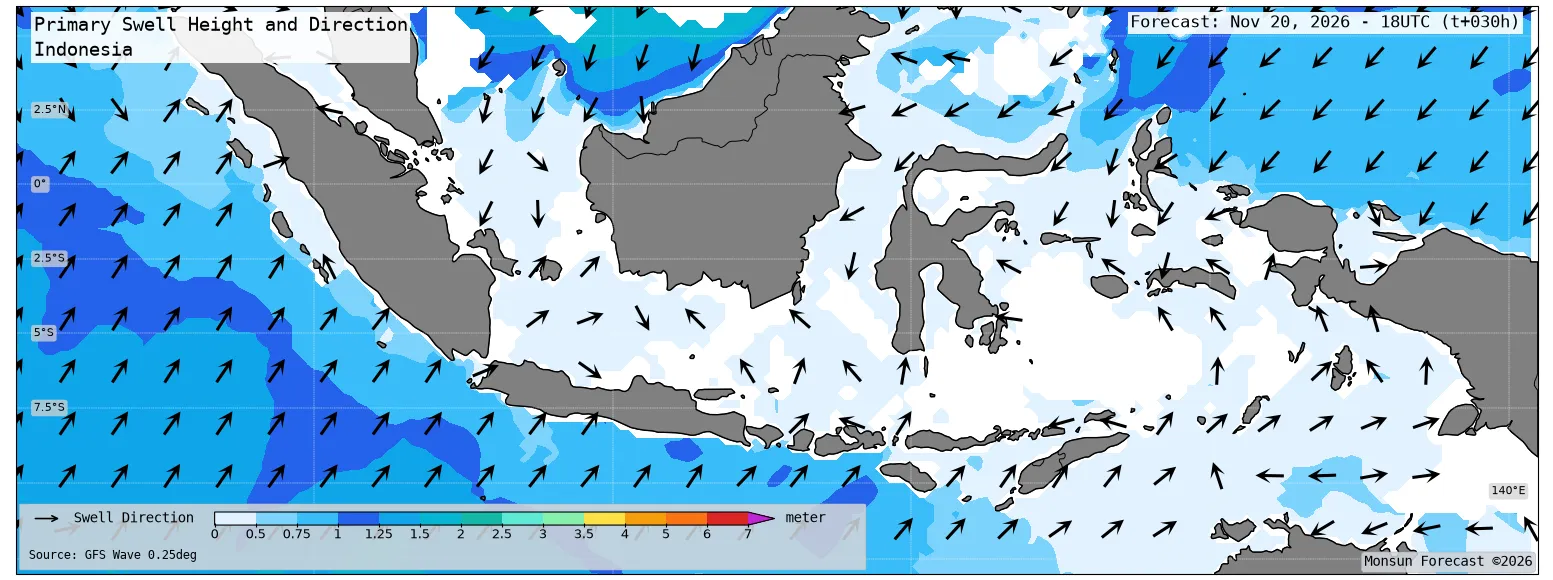 Primary Swell Height and Direction
Indonesia
Forecast: Nov 20, 2026 - 18UTC (t+030h)
2.5°N
0°
2.5°S
5°S
7.5°S
140°E
Swell Direction
0 0.5 0.75 1 1.25 1.5 2 2.5 3 3.5 4 5 6 7
meter
Source: GFS Wave 0.25deg
Monsun Forecast ©2026